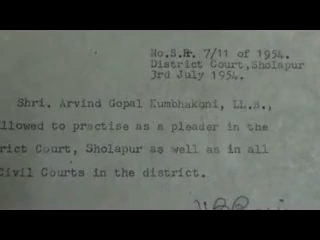 No.S.H. 7/11 of 1954.
District Court,Sholapur
3rd July 1954.
Shri. Arvind Gopal Kumbhakoni, LL.B.,
llowed to practise as a pleader in the
rict Court, Sholapur as well as in all
Civil Courts in the district.